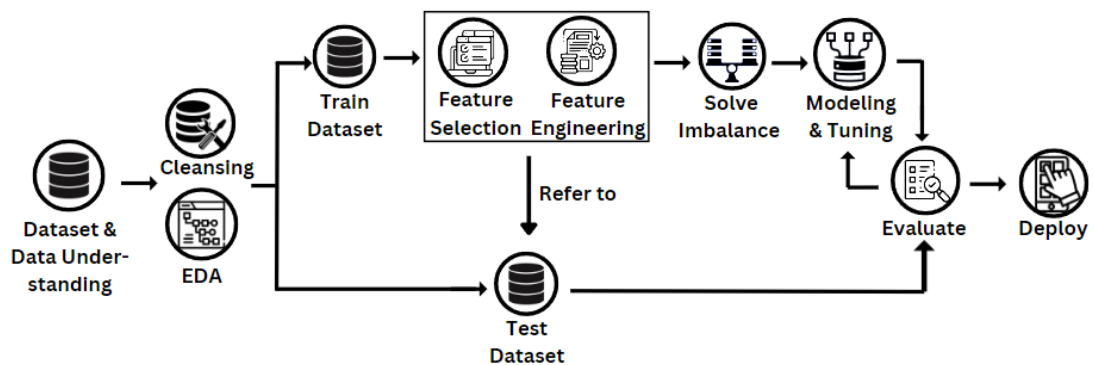 Dataset &
Data Under-
standing
Cleansing
EDA
Train
Dataset
Feature
Selection
Feature
Engineering
Refer to
Test
Dataset
Solve
Imbalance
Modeling
& Tuning
Evaluate
Deploy